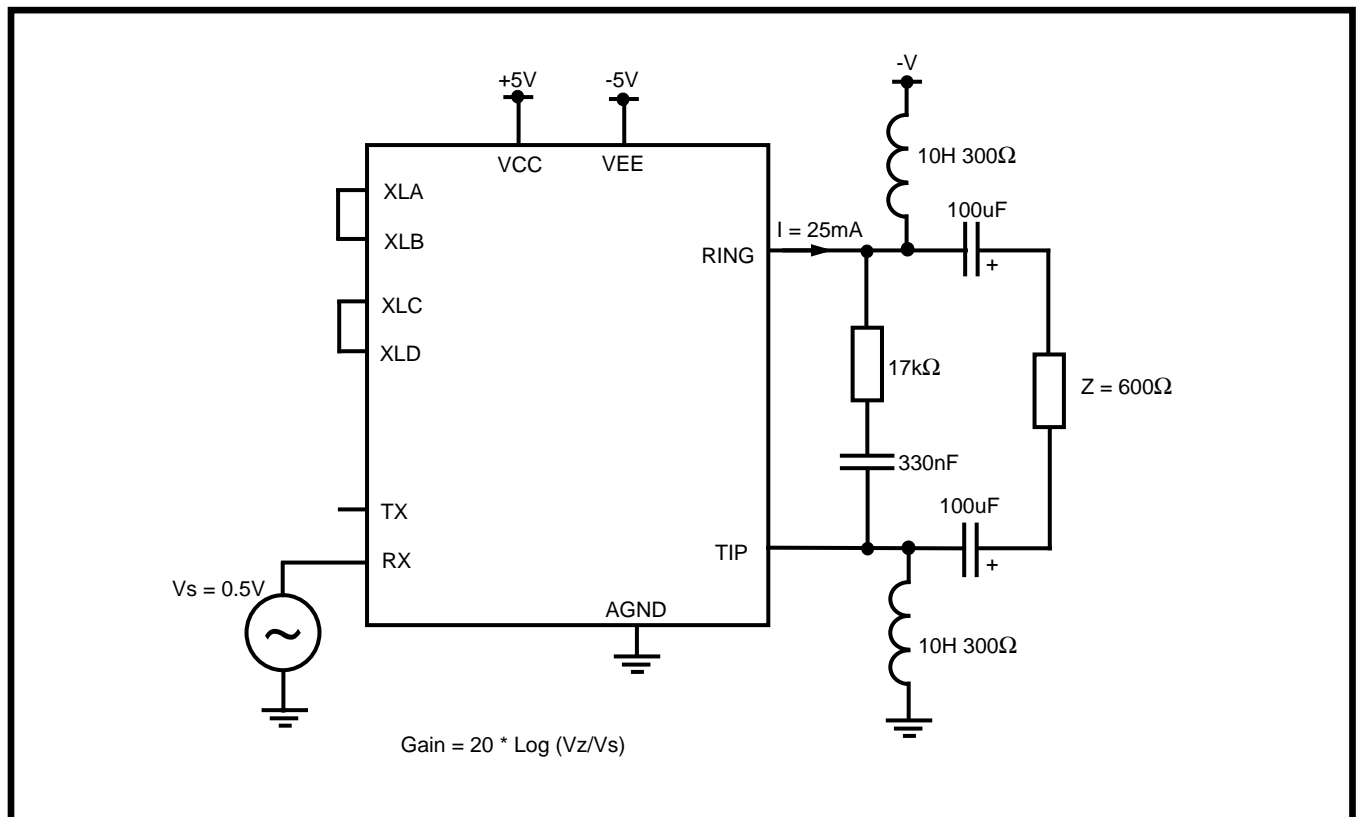 -V
+5V
-5V
10H 300Ω
VCC
VEE
XLA
100uF
I = 25mA
XLB
RING
+
XLC
XLD
17kΩ
Z = 600Ω
330nF
100uF
TX
TIP
RX
+
Vs = 0.5V
AGND
10H 300Ω
~
Gain = 20 * Log (Vz/Vs)